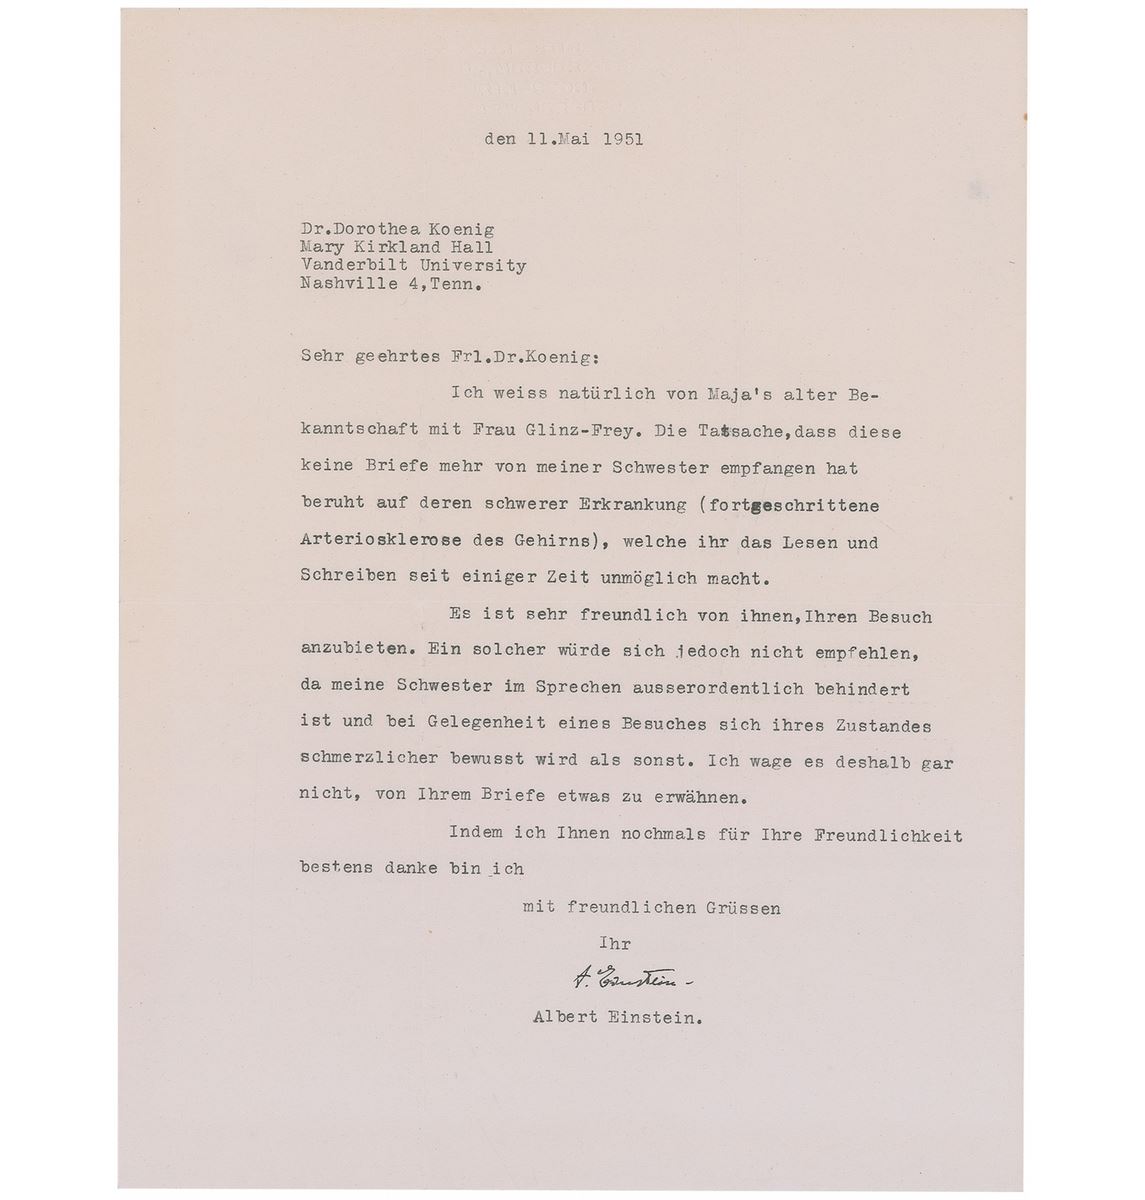 den 11.Mai 1951
Dr.Dorothea Koenig
Mary Kirkland Hall
Vanderbilt University
Nashville 4,Tenn.
Sehr geehrtes Frl.Dr.Koenig:
Ich weiss natürlich von Maja's alter Be-
kanntschaft mit Frau Glinz-Frey. Die Tatsache,dass diese
keine Briefe mehr von meiner Schwester empfangen hat
beruht auf deren schwerer Erkrankung (fortgeschrittene
Arteriosklerose des Gehirns), welche ihr das Lesen und
Schreiben seit einiger Zeit unmöglich macht.
Es ist sehr freundlich von ihnen,Ihren Besuch
anzubieten. Ein solcher würde sich jedoch nicht empfehlen,
da meine Schwester im Sprechen ausserordentlich behindert
ist und bei Gelegenheit eines Besuches sich ihres Zustandes
schmerzlicher bewusst wird als sonst. Ich wage es deshalb gar
nicht, von Ihrem Briefe etwas zu erwähnen.
Indem ich Ihnen nochmals für Ihre Freundlichkeit
bestens danke bin ich
mit freundlichen Grüssen
Ihr
A. Einstein-
Albert Einstein.